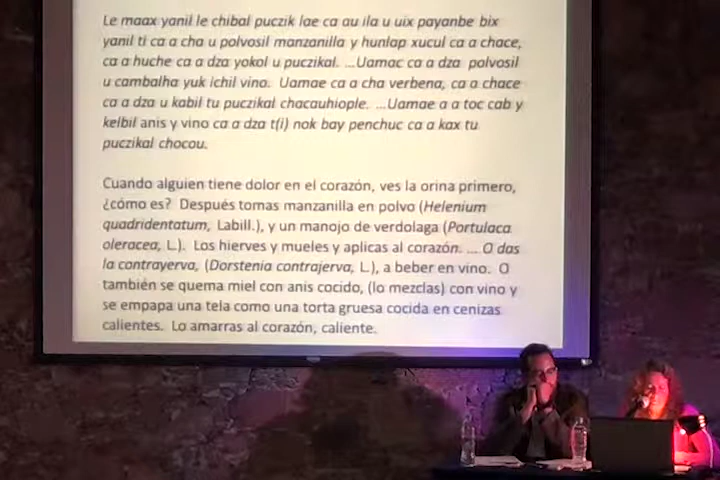 Le maax yanil le chibal puczik lae ca au ila u uix payanbe bix
yanil ti ca a cha u polvosil manzanilla y hunlap xucul ca a chace,
ca a huche ca a dza yokol u puczikal. ...Uamac ca a dza polvosil
u cambalha yuk ichil vino. Uamae ca a cha verbena, ca a chace
ca a dza u kabil tu puczikal chacauhiople. ...Uamae a a toc cab y
kelbil anis y vino ca a dza t(i) nok bay penchuc ca a kax tu
puczikal chocou.
Cuando alguien tiene dolor en el corazón, ves la orina primero,
¿cómo es? Después tomas manzanilla en polvo (Helenium
quadridentatum, Labill.), y un manojo de verdolaga (Portulaca
oleracea, L.). Los hierves y mueles y aplicas al corazón. ... O das
la contrayerva, (Dorstenia contrajerva, L.), a beber en vino. O
también se quema miel con anis cocido, (lo mezclas) con vino y
se empapa una tela como una torta gruesa cocida en cenizas
calientes. Lo amarras al corazón, caliente.